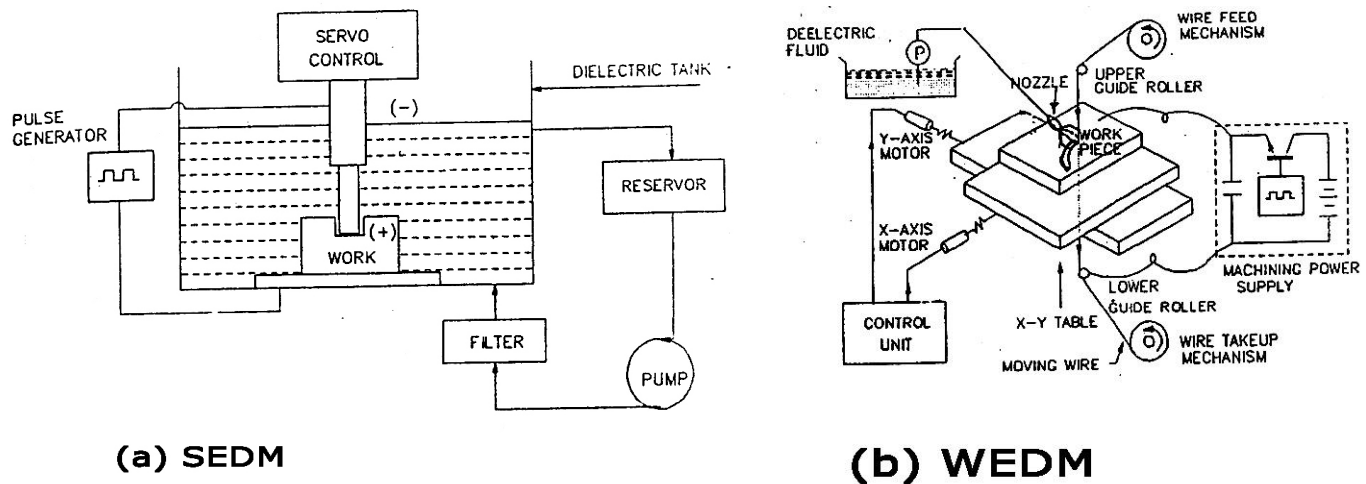 SERVO
CONTROL
DIELECTRIC TANK
(-)
PULSE
GENERATOR
RESERVOR
(+)
WORK
FILTER
PUMP
(a) SEDM
DEELECTRIC
FLUID
P
WIRE FEED
MECHANISM
NOZZLE
UPPER
GUIDE ROLLER
Y-AXIS
MOTOR
WORK
PIECE
X-AXIS
MOTOR
MACHINING POWER
SUPPLY
LOWER
GUIDE ROLLER
CONTROL
UNIT
X-Y TABLE
WIRE TAKEUP
MECHANISM
MOVING WIRE
(b) WEDM